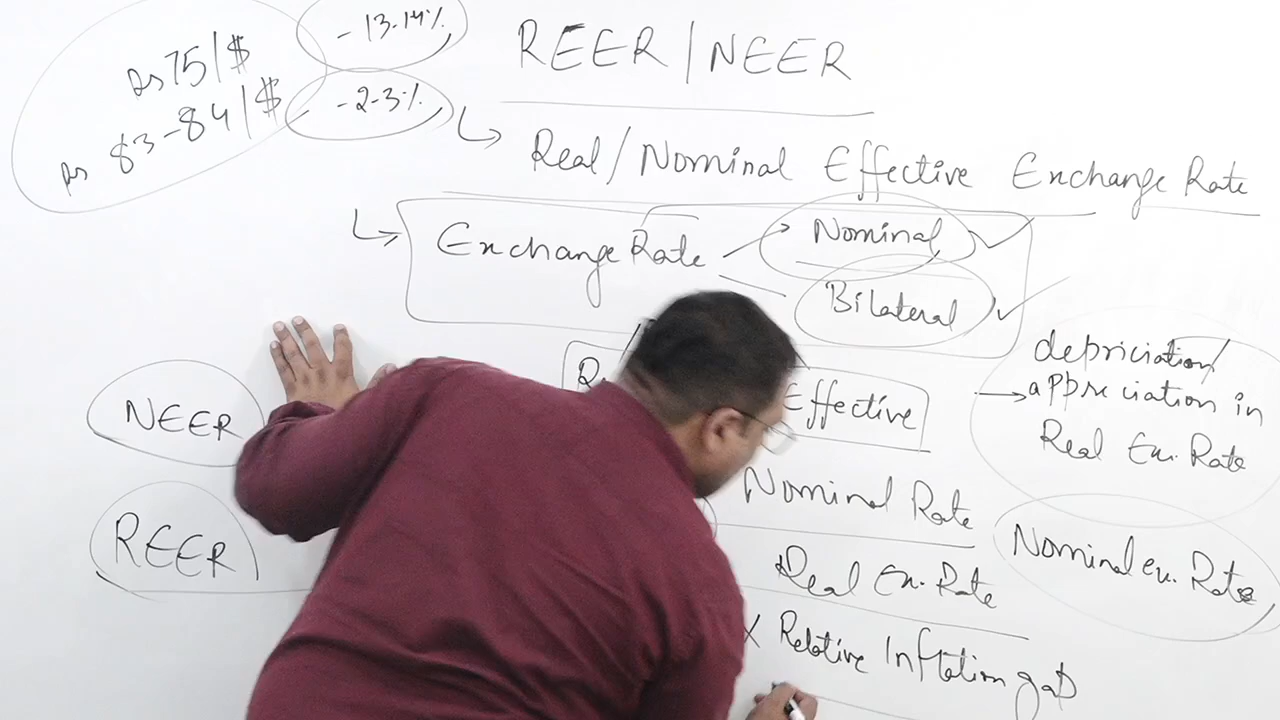 Rs 75/$
- 13-14%
Rs 83-84/$
- 2-3%
REER/NEER
Real/Nominal Effective Exchange Rate
Exchange Rate
Nominal
Bilateral
Effective
depriciation/
appreciation in
Real Ex. Rate
NEER
Nominal Rate
REER
Real Ex. Rate
Nominal ex. Rate
X Relative Inflation gap